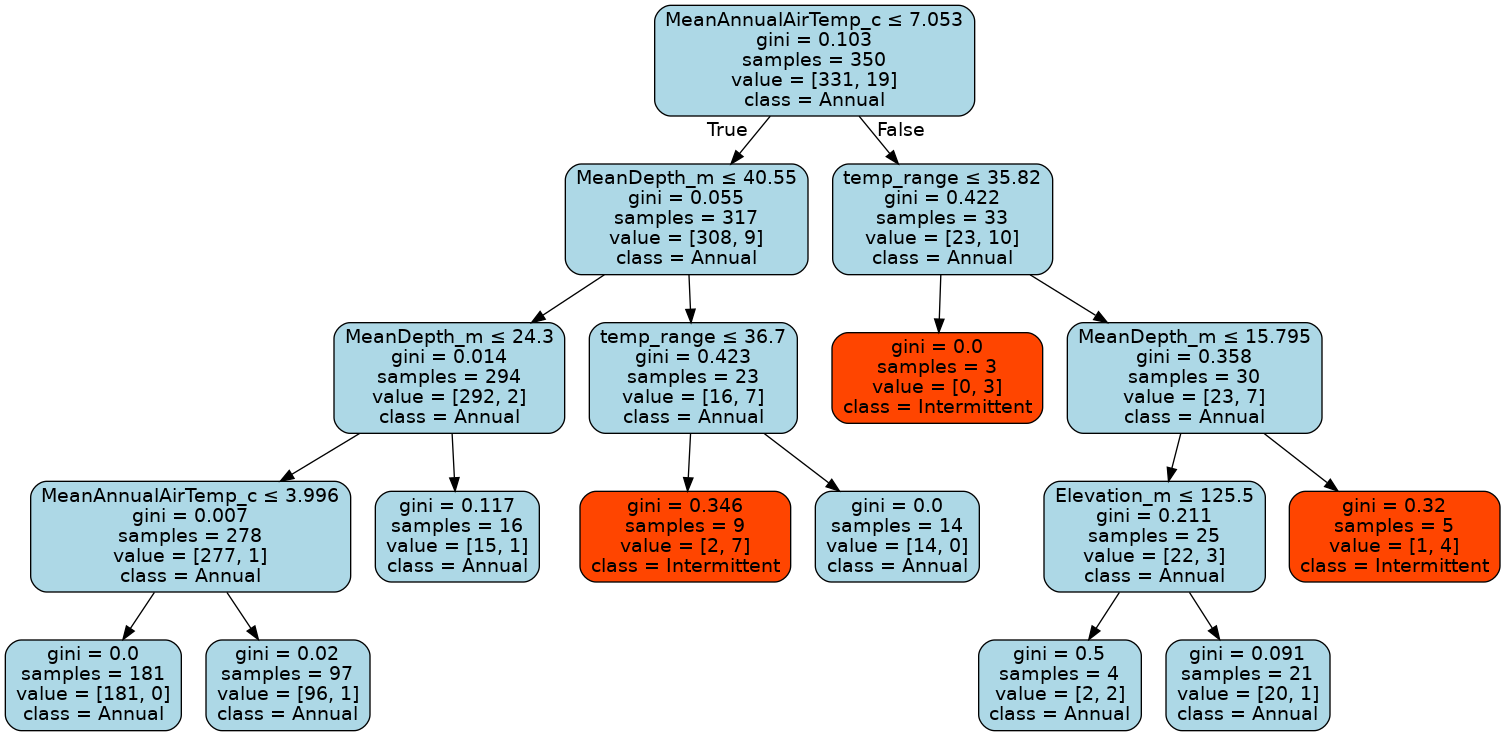 MeanAnnualAirTemp_c ≤ 7.053
gini = 0.103
samples = 350
value = [331, 19]
class = Annual
True
False
MeanDepth_m ≤ 40.55
gini = 0.055
samples = 317
value = [308, 9]
class = Annual
temp_range ≤ 35.82
gini = 0.422
samples = 33
value = [23, 10]
class = Annual
MeanDepth_m ≤ 24.3
gini = 0.014
samples = 294
value = [292, 2]
class = Annual
temp_range ≤ 36.7
gini = 0.423
samples = 23
value = [16, 7]
class = Annual
gini = 0.0
samples = 3
value = [0, 3]
class = Intermittent
MeanDepth_m ≤ 15.795
gini = 0.358
samples = 30
value = [23, 7]
class = Annual
MeanAnnualAirTemp_c ≤ 3.996
gini = 0.007
samples = 278
value = [277, 1]
class = Annual
gini = 0.117
samples = 16
value = [15, 1]
class = Annual
gini = 0.346
samples = 9
value = [2, 7]
class = Intermittent
gini = 0.0
samples = 14
value = [14, 0]
class = Annual
Elevation_m ≤ 125.5
gini = 0.211
samples = 25
value = [22, 3]
class = Annual
gini = 0.32
samples = 5
value = [1, 4]
class = Intermittent
gini = 0.0
samples = 181
value = [181, 0]
class = Annual
gini = 0.02
samples = 97
value = [96, 1]
class = Annual
gini = 0.5
samples = 4
value = [2, 2]
class = Annual
gini = 0.091
samples = 21
value = [20, 1]
class = Annual